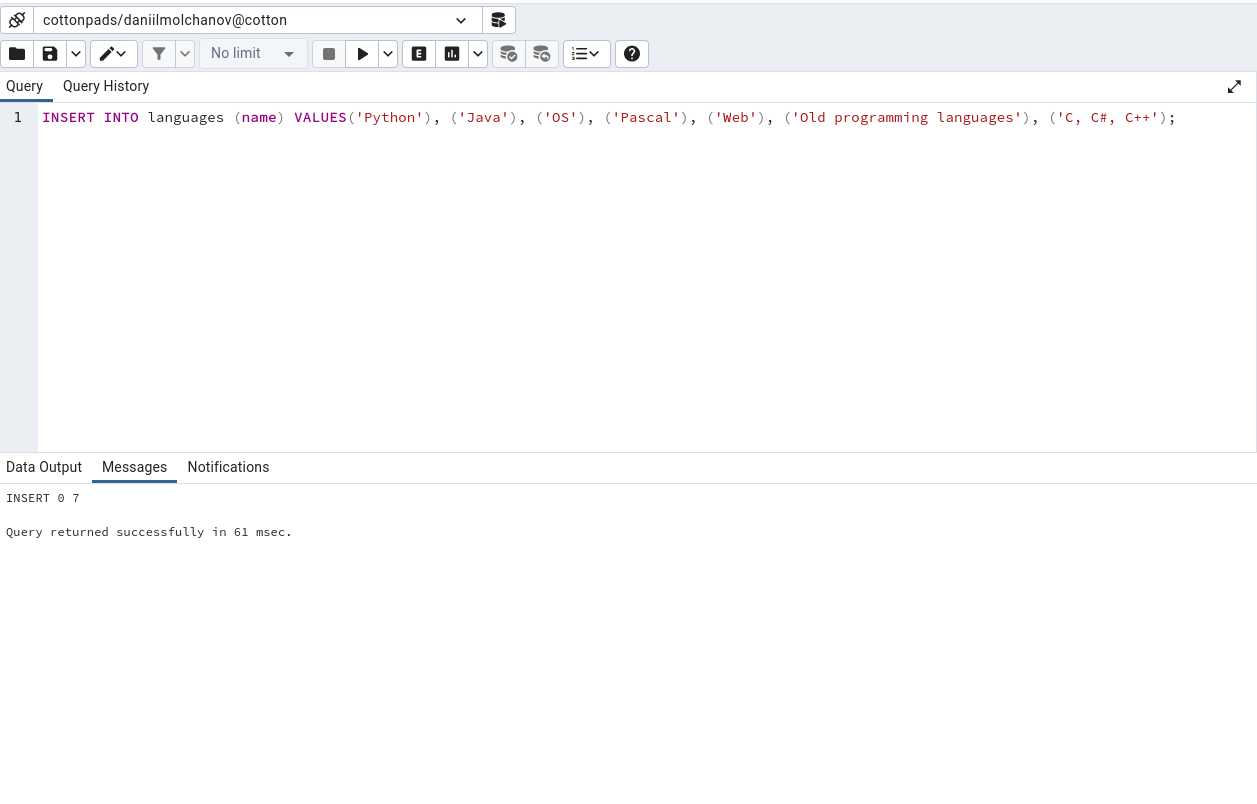 cottonpads/daniilmolchanov@cotton
No limit
E
Query Query History
1 INSERT INTO languages (name) VALUES('Python'), ('Java'), ('OS'), ('Pascal'), ('Web'), ('Old programming languages'), ('C, C#, C++');
Data Output Messages Notifications
INSERT 0 7
Query returned successfully in 61 msec.